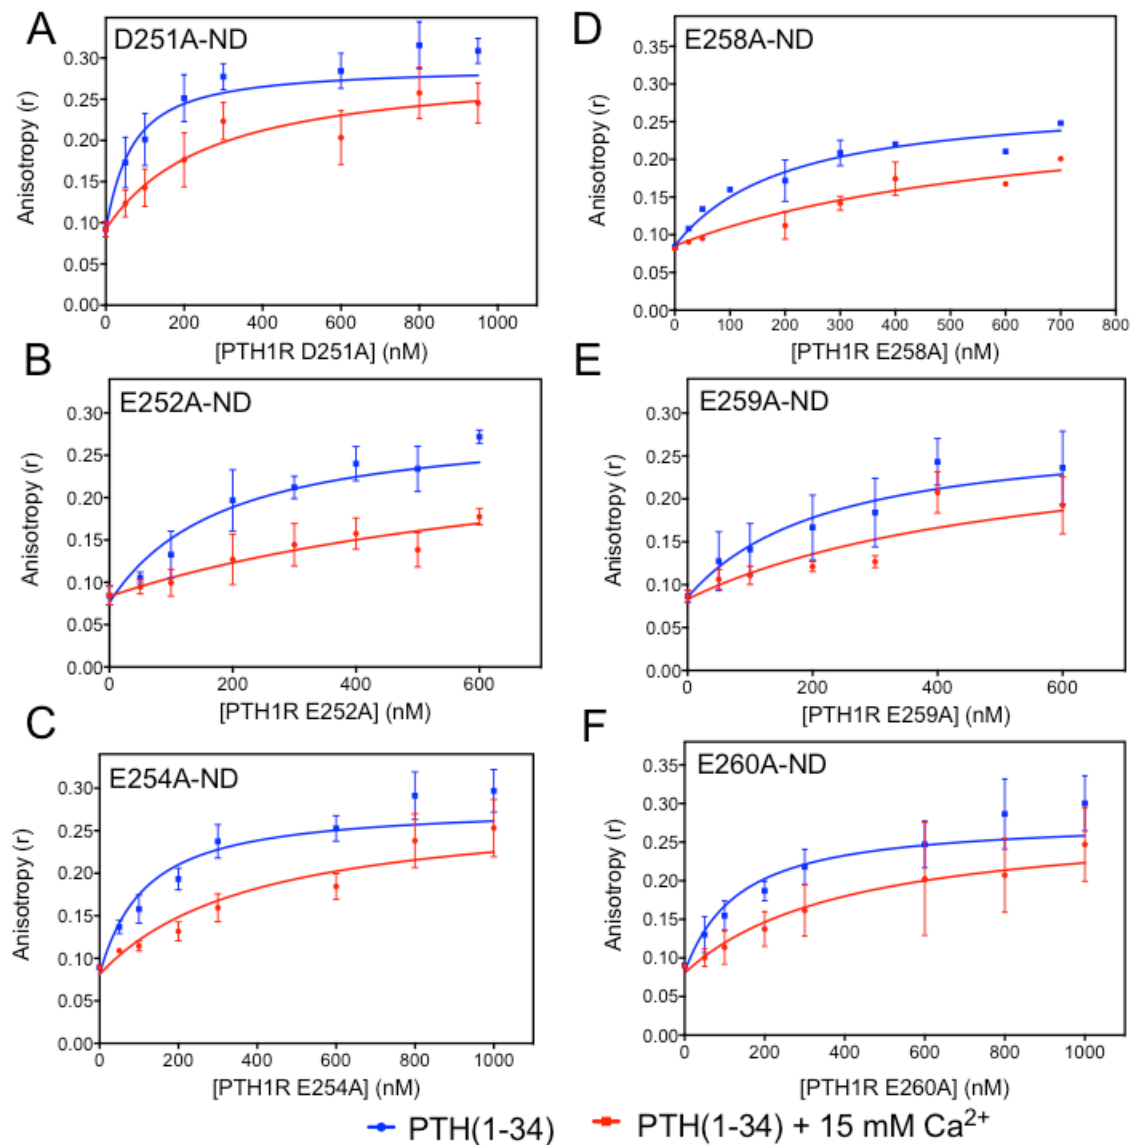 A
D251A-ND
0.30
0.25
0.20
0.15
0.10
0.05
0.00
Anisotropy (r)
0 200 400 600 800 1000
[PTH1R D251A] (nM)
D
E258A-ND
0.35
0.30
0.25
0.20
0.15
0.10
0.05
0.00
Anisotropy (r)
0 100 200 300 400 500 600 700 800
[PTH1R E258A] (nM)
B
E252A-ND
0.30
0.25
0.20
0.15
0.10
0.05
0.00
Anisotropy (r)
0 200 400 600
[PTH1R E252A] (nM)
E
E259A-ND
0.30
0.25
0.20
0.15
0.10
0.05
0.00
Anisotropy (r)
0 200 400 600
[PTH1R E259A] (nM)
C
E254A-ND
0.30
0.25
0.20
0.15
0.10
0.05
0.00
Anisotropy (r)
0 200 400 600 800 1000
[PTH1R E254A] (nM)
F
E260A-ND
0.35
0.30
0.25
0.20
0.15
0.10
0.05
0.00
Anisotropy (r)
0 200 400 600 800 1000
[PTH1R E260A] (nM)
PTH(1-34) PTH(1-34) + 15 mM Ca²⁺